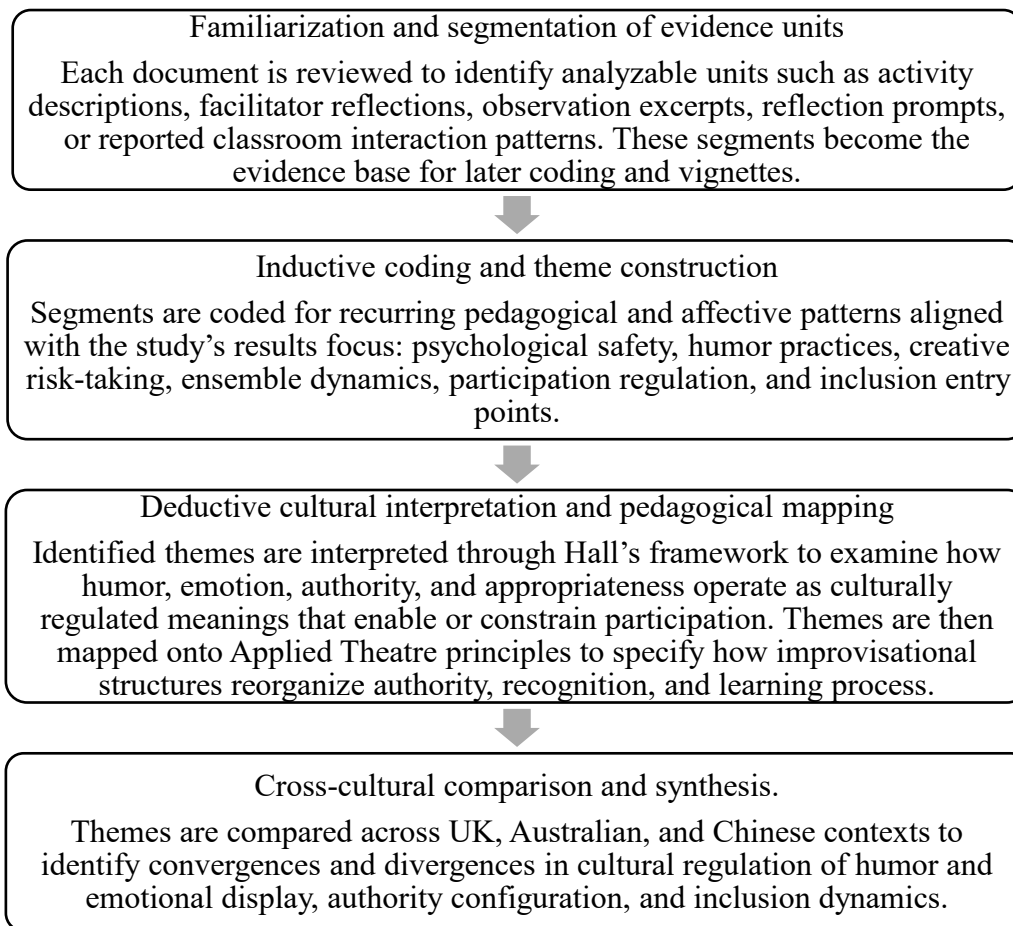 Familiarization and segmentation of evidence units
Each document is reviewed to identify analyzable units such as activity
descriptions, facilitator reflections, observation excerpts, reflection prompts,
or reported classroom interaction patterns. These segments become the
evidence base for later coding and vignettes.
Inductive coding and theme construction
Segments are coded for recurring pedagogical and affective patterns aligned
with the study's results focus: psychological safety, humor practices, creative
risk-taking, ensemble dynamics, participation regulation, and inclusion entry
points.
Deductive cultural interpretation and pedagogical mapping
Identified themes are interpreted through Hall's framework to examine how
humor, emotion, authority, and appropriateness operate as culturally
regulated meanings that enable or constrain participation. Themes are then
mapped onto Applied Theatre principles to specify how improvisational
structures reorganize authority, recognition, and learning process.
Cross-cultural comparison and synthesis.
Themes are compared across UK, Australian, and Chinese contexts to
identify convergences and divergences in cultural regulation of humor and
emotional display, authority configuration, and inclusion dynamics.